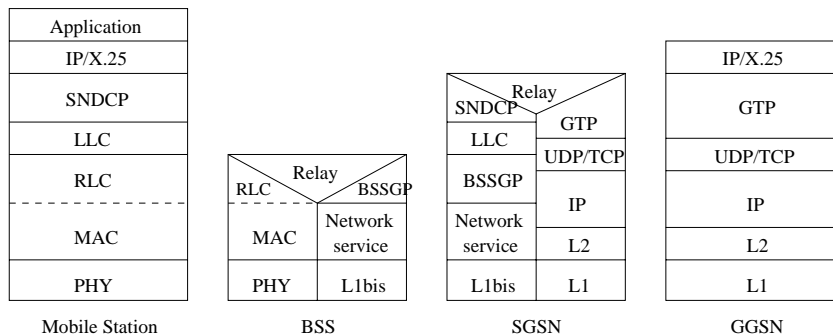 Application
IP/X.25
SNDCP
LLC
RLC
MAC
PHY
Mobile Station
Relay
RLC
BSSGP
MAC
Network
service
PHY
L1bis
BSS
Relay
SNDCP
GTP
LLC
UDP/TCP
BSSGP
IP
Network
service
L2
L1bis
L1
SGSN
IP/X.25
GTP
UDP/TCP
IP
L2
L1
GGSN